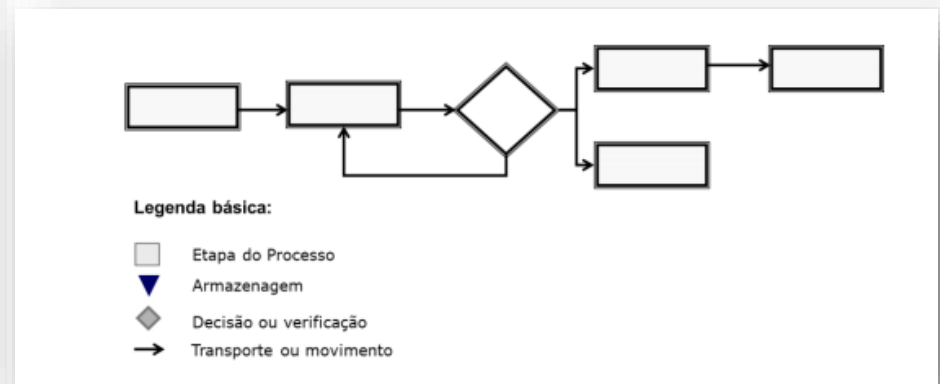 Legenda básica:
Etapa do Processo
Armazenagem
Decisão ou verificação
Transporte ou movimento